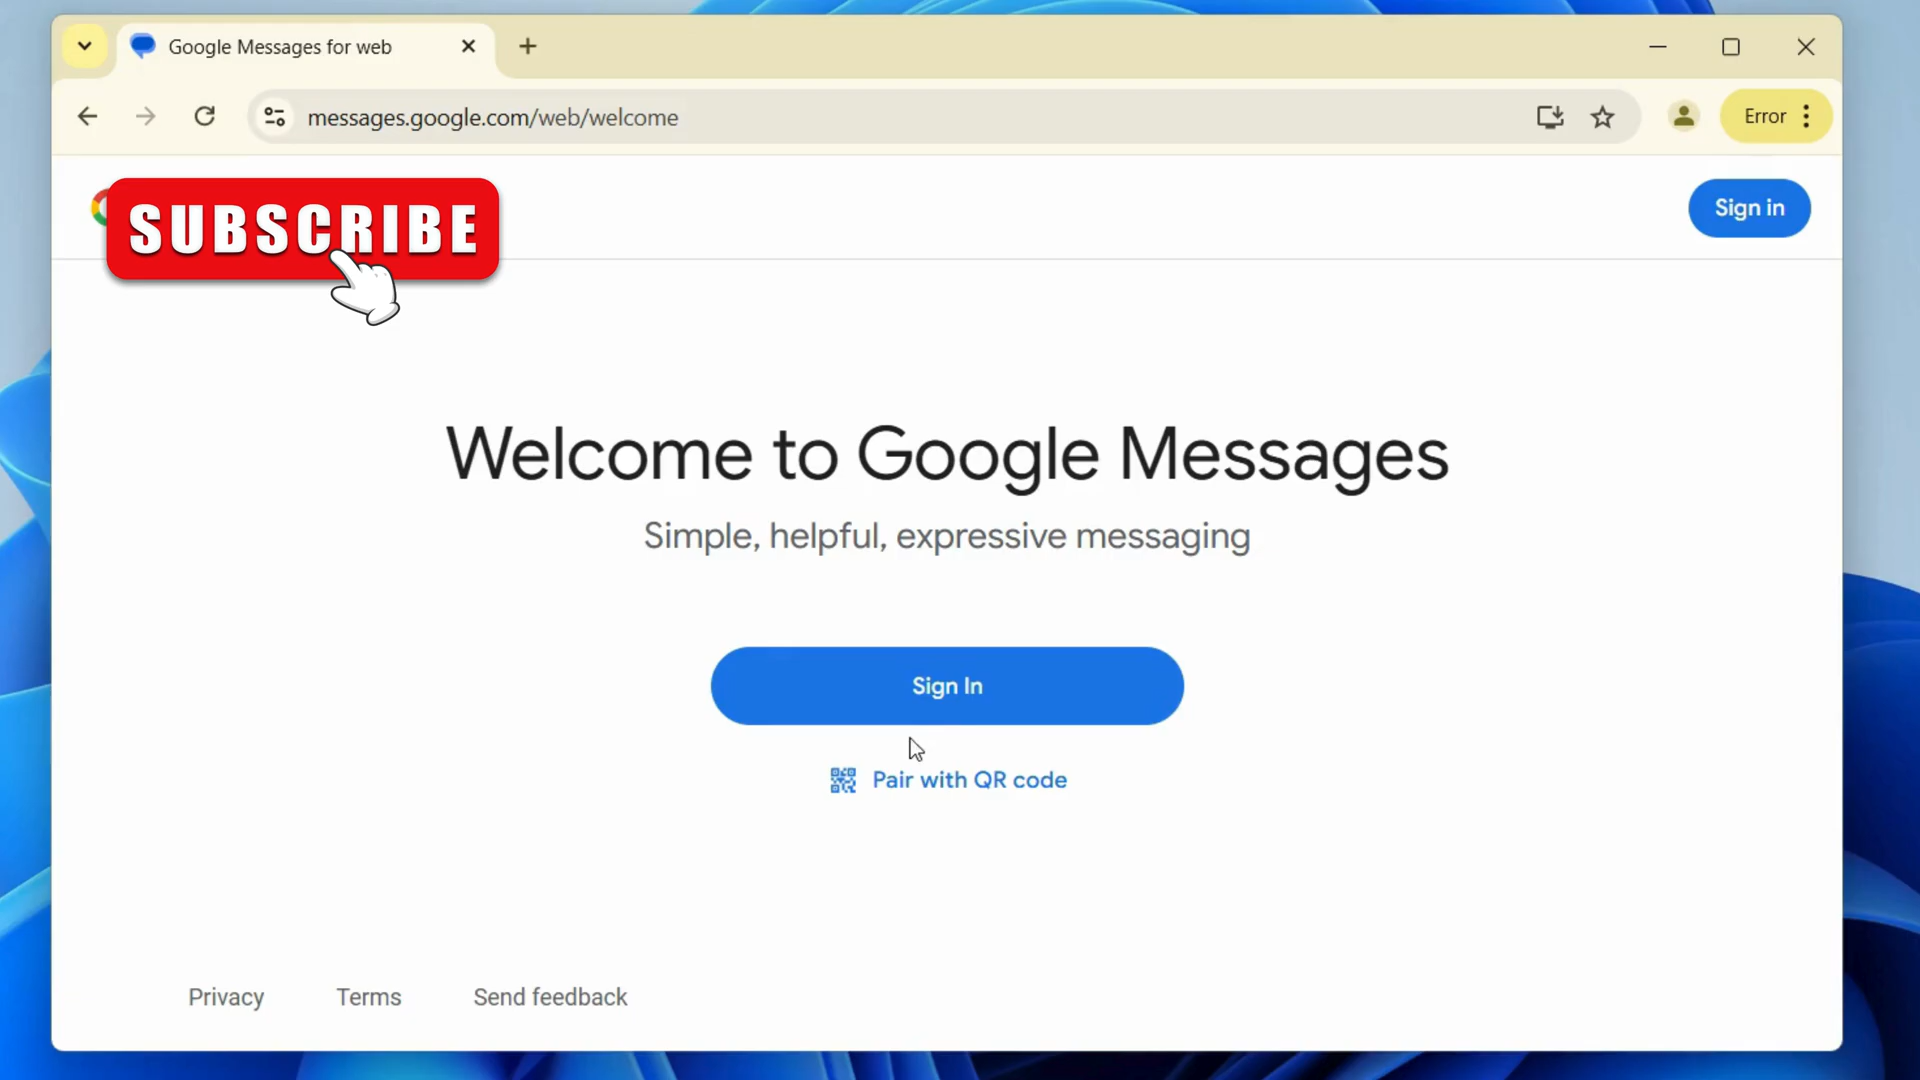 Google Messages for web
messages.google.com/web/welcome
Error
SUBSCRIBE
Sign in
Welcome to Google Messages
Simple, helpful, expressive messaging
Sign In
Pair with QR code
Privacy
Terms
Send feedback